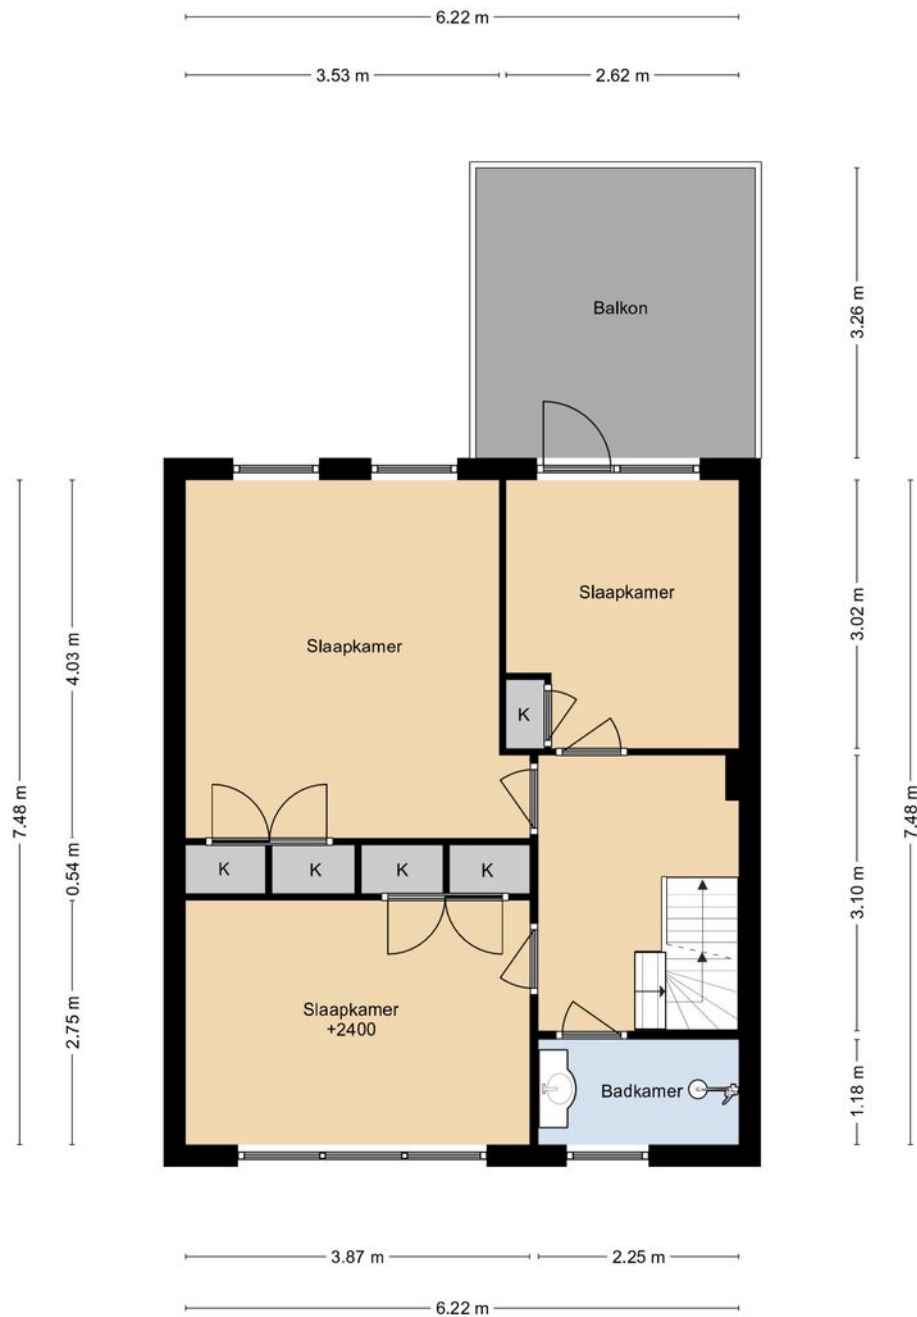 6.22 m
3.53 m
2.62 m
Balkon
3.26 m
Slaapkamer
3.02 m
Slaapkamer
4.03 m
K
7.48 m
7.48 m
0.54 m
K
K
K
K
3.10 m
Slaapkamer
+2400
2.75 m
Badkamer
1.18 m
3.87 m
2.25 m
6.22 m